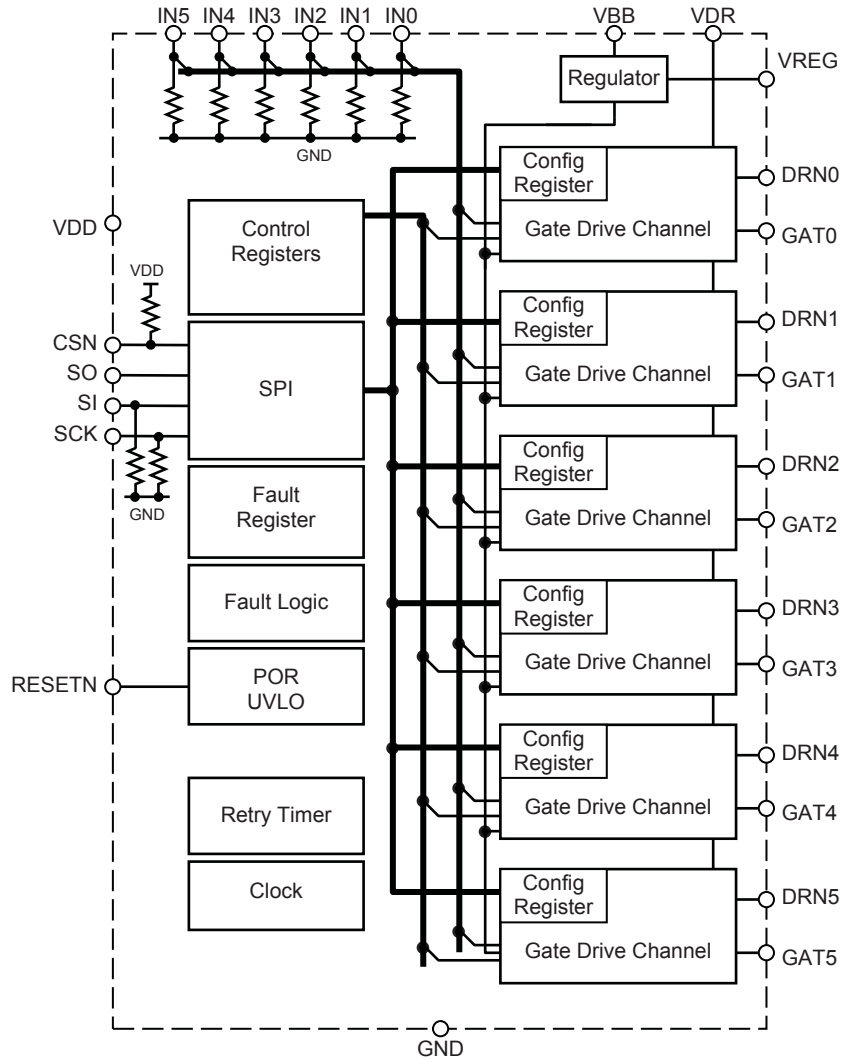 IN5 IN4 IN3 IN2 IN1 IN0 VBB VDR
VREG
Regulator
GND
Config
Register
Gate Drive Channel
DRN0
GAT0
VDD
Control
Registers
VDD
CSN
SO
SI
SCK
SPI
GND
Config
Register
Gate Drive Channel
DRN1
GAT1
Fault
Register
Config
Register
Gate Drive Channel
DRN2
GAT2
Fault Logic
Config
Register
Gate Drive Channel
DRN3
GAT3
RESETN
POR
UVLO
Config
Register
Gate Drive Channel
DRN4
GAT4
Retry Timer
Clock
Config
Register
Gate Drive Channel
DRN5
GAT5
GND